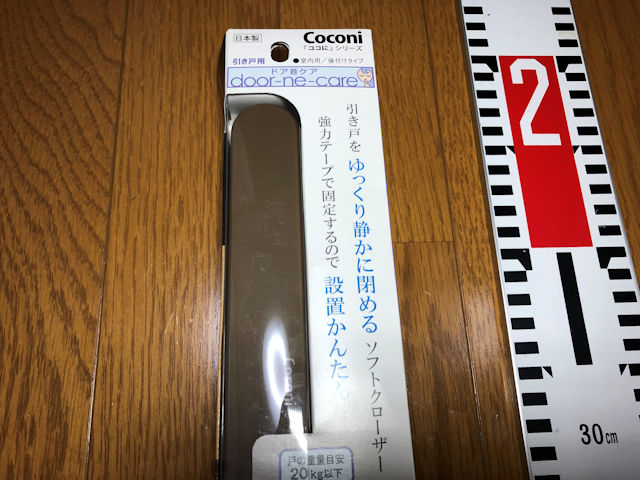 日本製
Coconi
『ココに』シリーズ
引き戸用
●室内用/後付けタイプ
ドア音ケア
door-ne-care
引き戸を ゆっくり静かに閉める ソフトクローザー
強力テープで固定するので 設置かんたん
Coconi
戸の重量目安
20kg以下
2
30cm